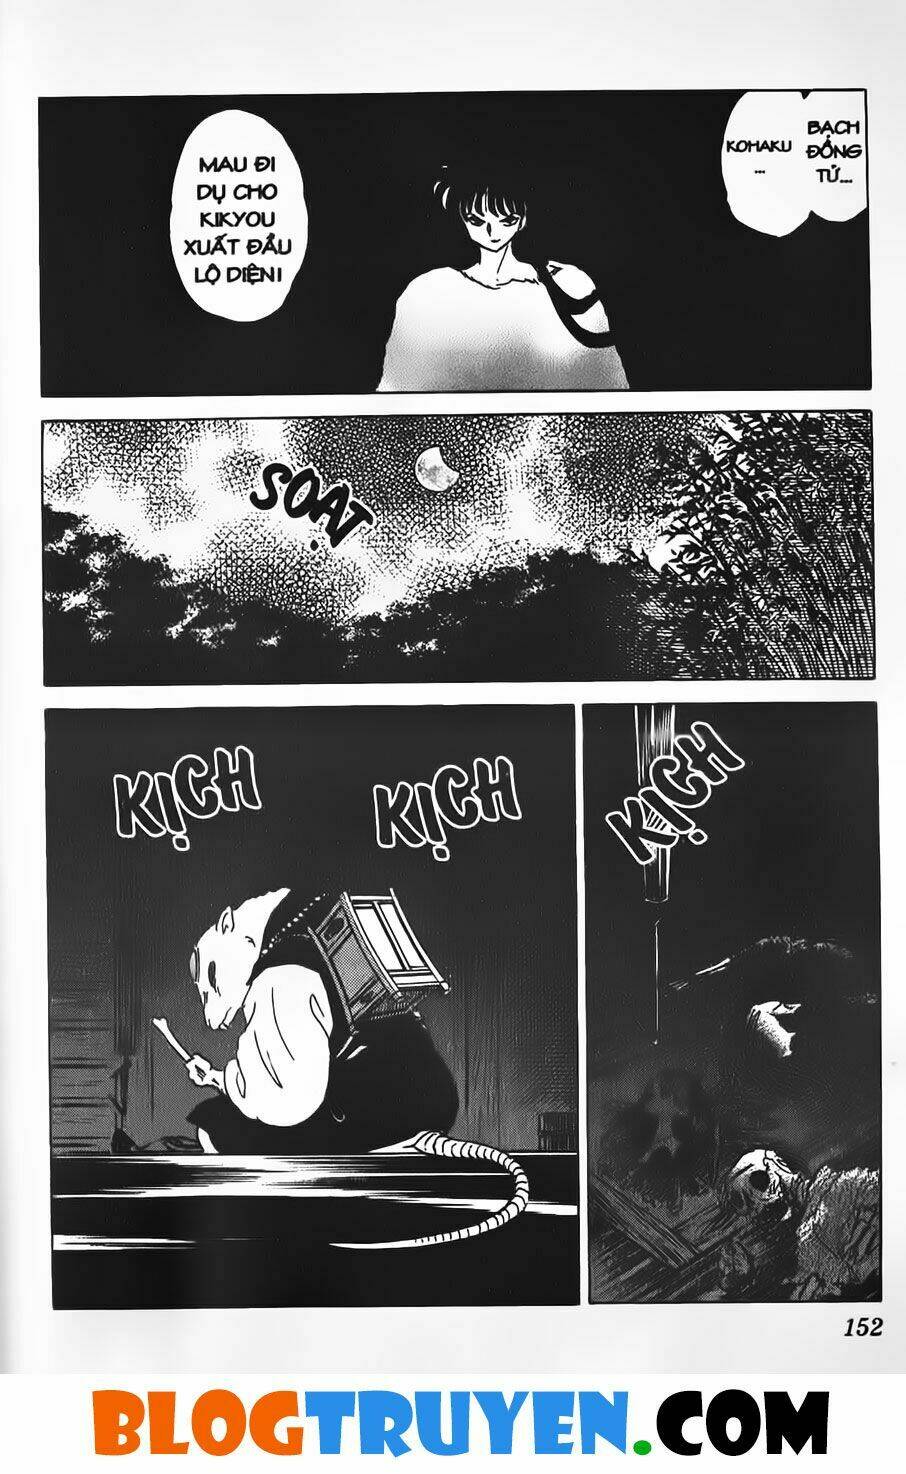 BẠCH
ĐỒNG
TỬ...
KOHAKU
...
MAU ĐI
DỤ CHO
KIKYOU
XUẤT ĐẦU
LỘ DIỆN!
SOẠT
KỊCH
KỊCH
KỊCH
152
BLOGTRUYEN.COM